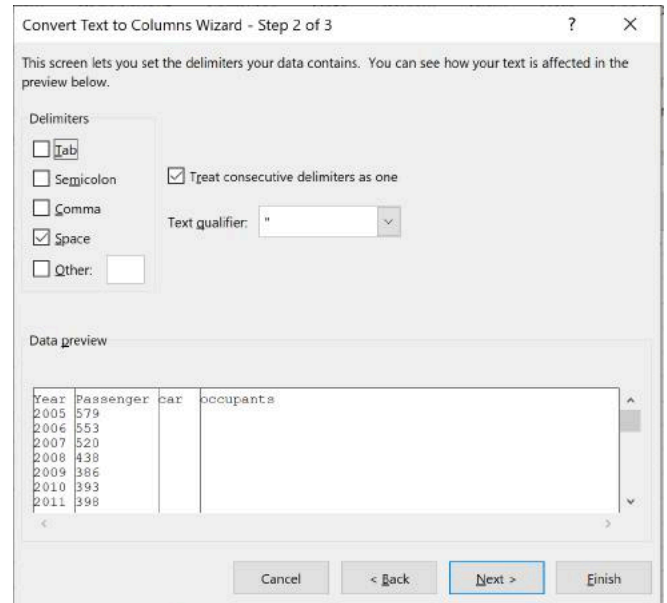 Convert Text to Columns Wizard - Step 2 of 3
This screen lets you set the delimiters your data contains. You can see how your text is affected in the
preview below.
Delimiters
Tab
Semicolon
Comma
Space
Other:
Treat consecutive delimiters as one
Text qualifier: "
Data preview
Year Passenger car occupants
2005 579
2006 553
2007 520
2008 438
2009 386
2010 393
2011 398
Cancel < Back Next > Finish